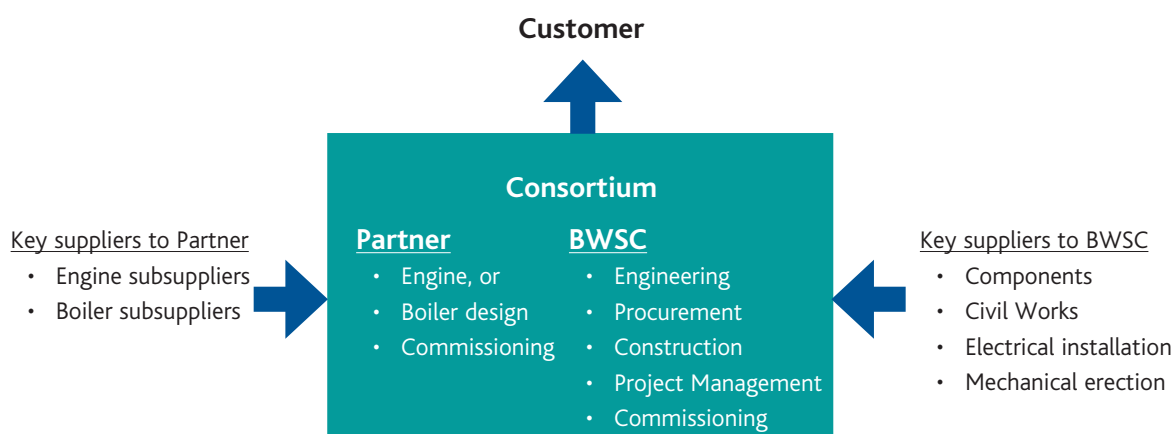 Customer
Consortium
Key suppliers to Partner
• Engine subsuppliers
• Boiler subsuppliers
Partner
• Engine, or
• Boiler design
• Commissioning
BWSC
• Engineering
• Procurement
• Construction
• Project Management
• Commissioning
Key suppliers to BWSC
• Components
• Civil Works
• Electrical installation
• Mechanical erection